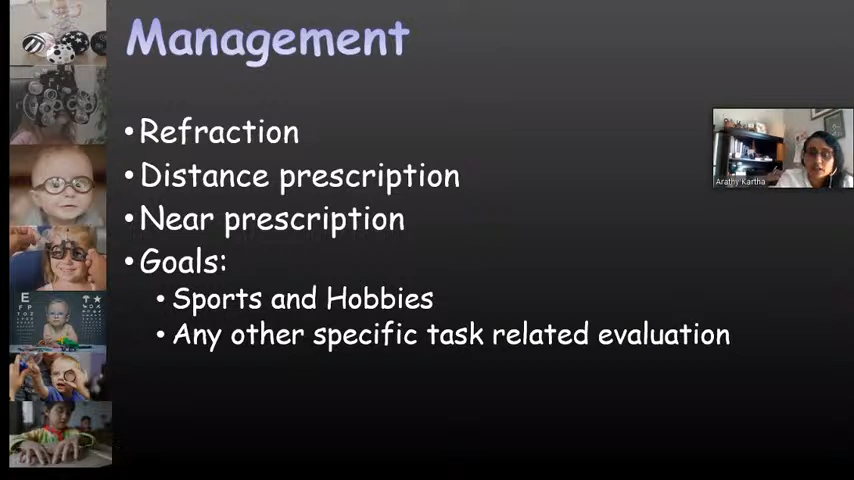 Management
• Refraction
• Distance prescription
• Near prescription
• Goals:
• Sports and Hobbies
• Any other specific task related evaluation
Arathy Kartha
E
F P
T O Z